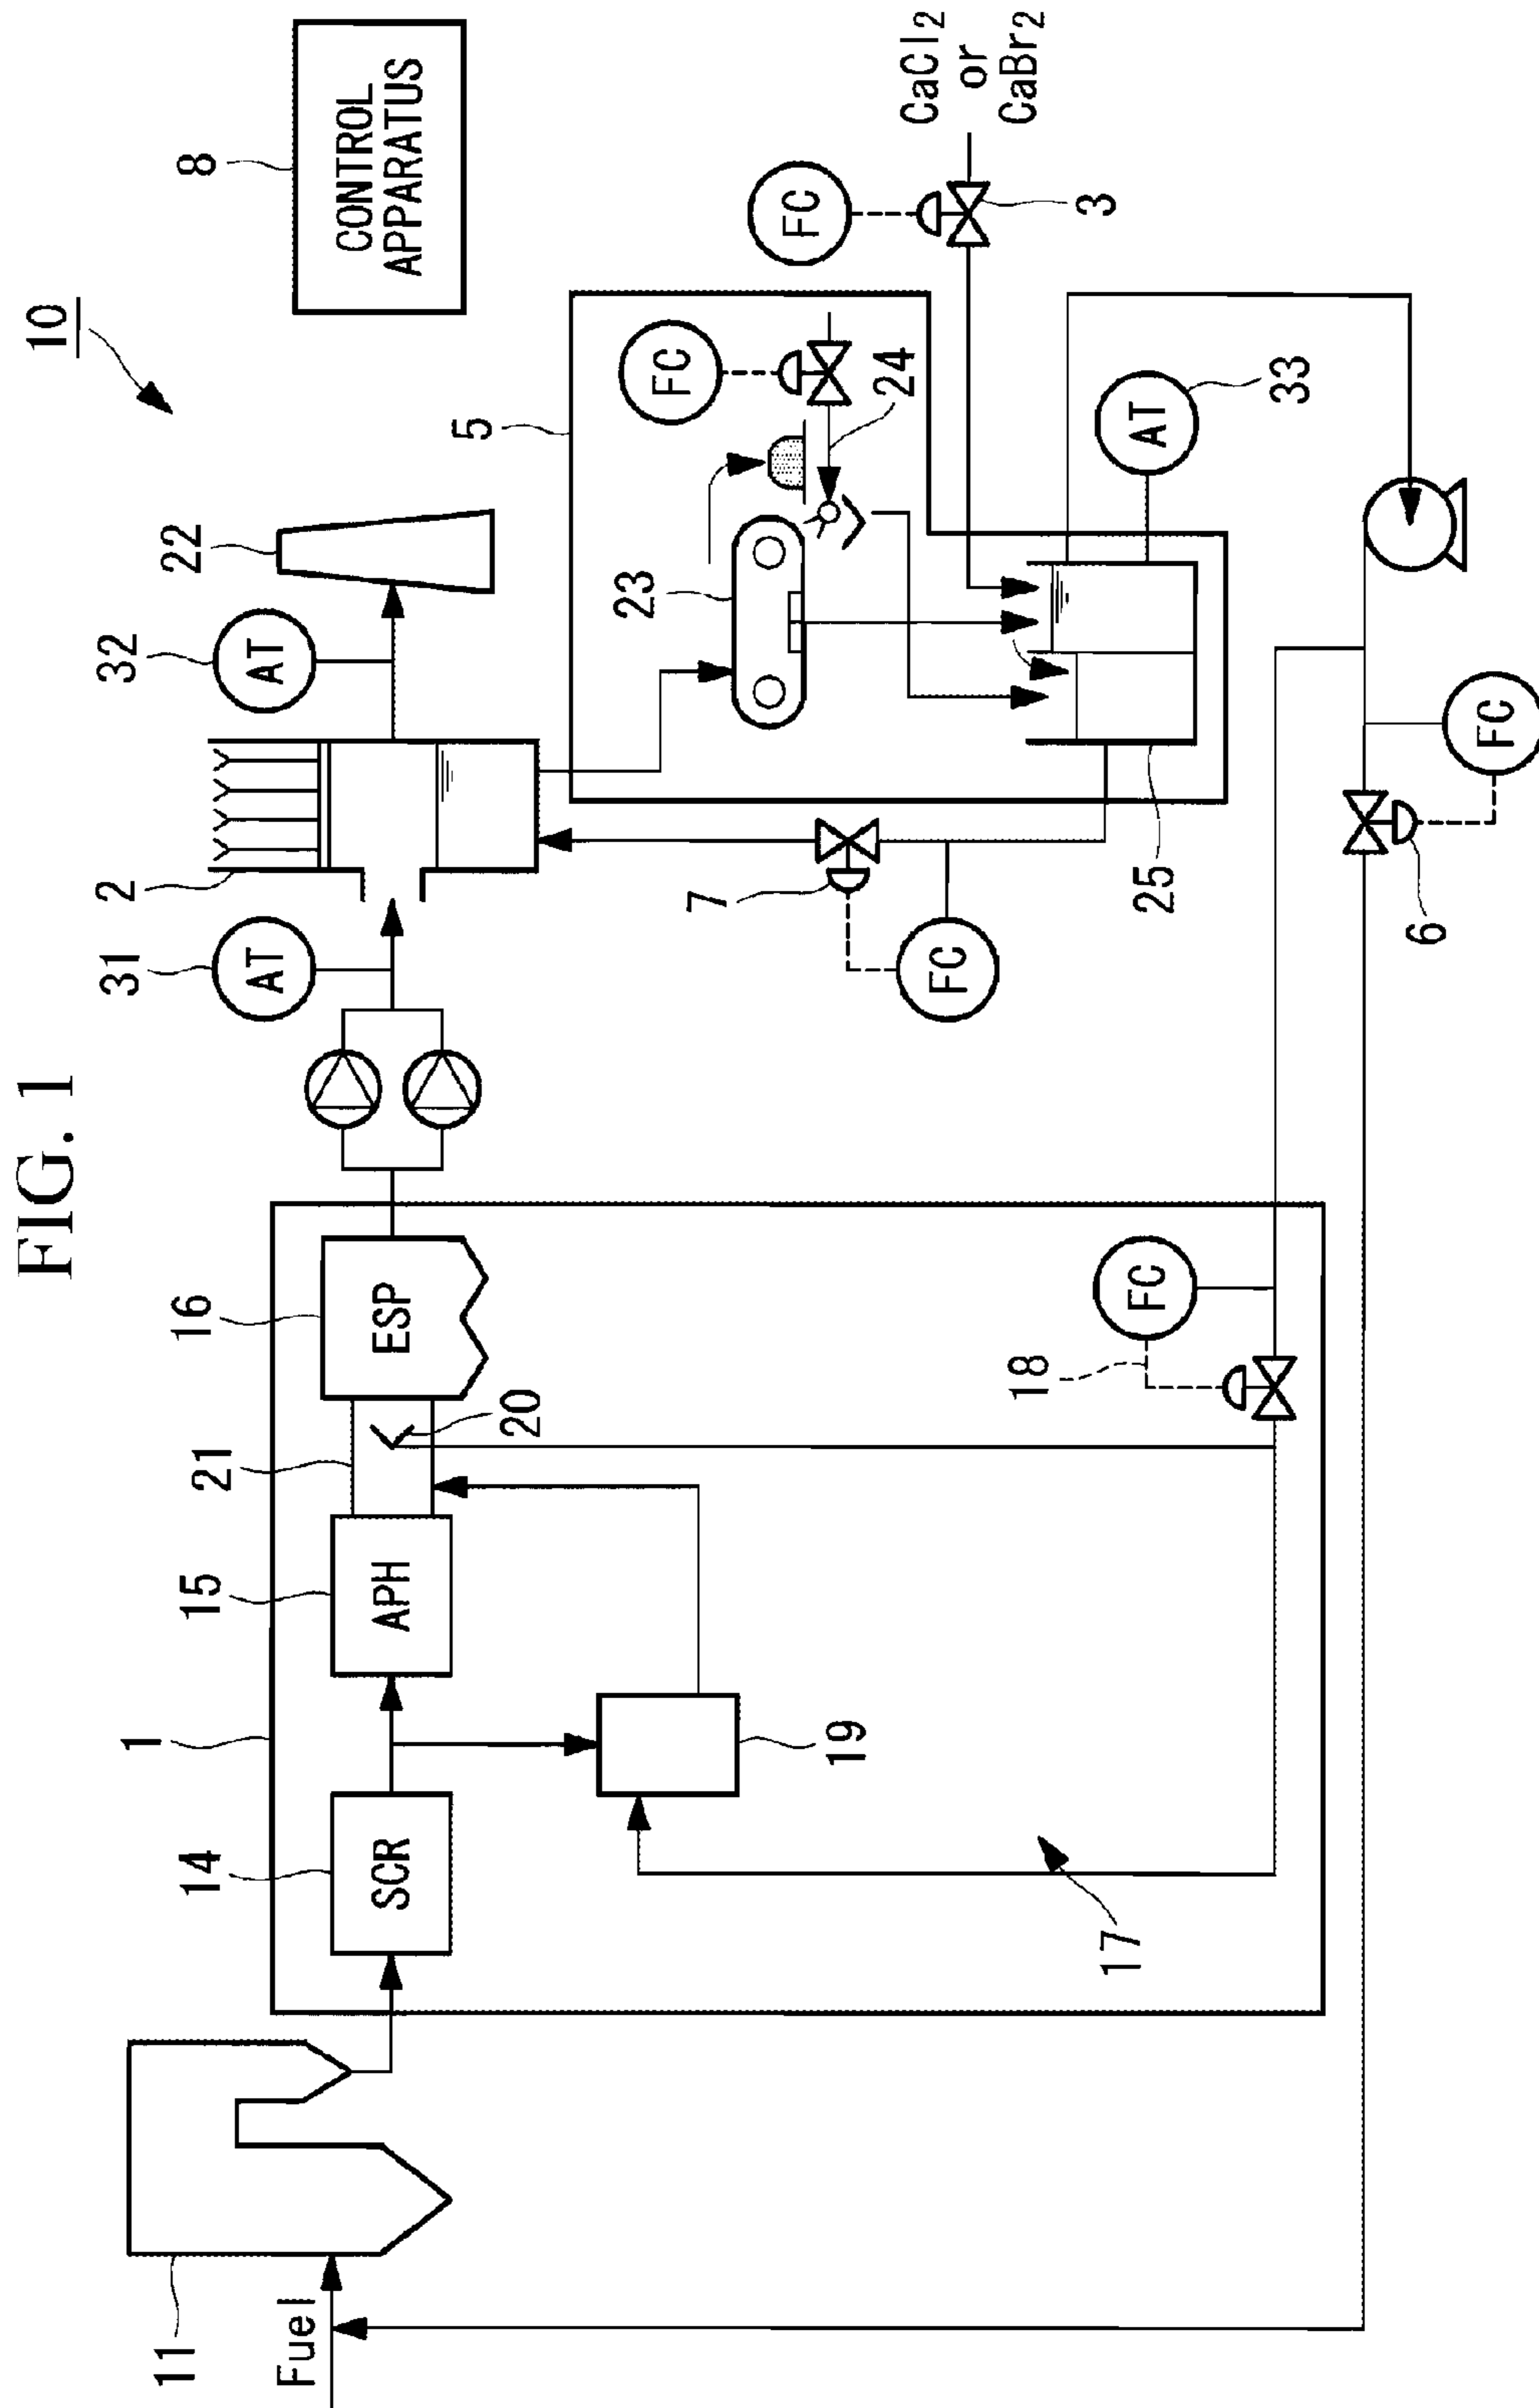 FIG. 1
10
8
CONTROL
APPARATUS
11
Fuel
1
14
SCR
15
APH
21
20
16
ESP
19
17
18
FC
31
AT
2
32
AT
22
5
23
24
FC
FC
3
CaCl2
or
CaBr2
7
FC
25
AT
33
6
FC